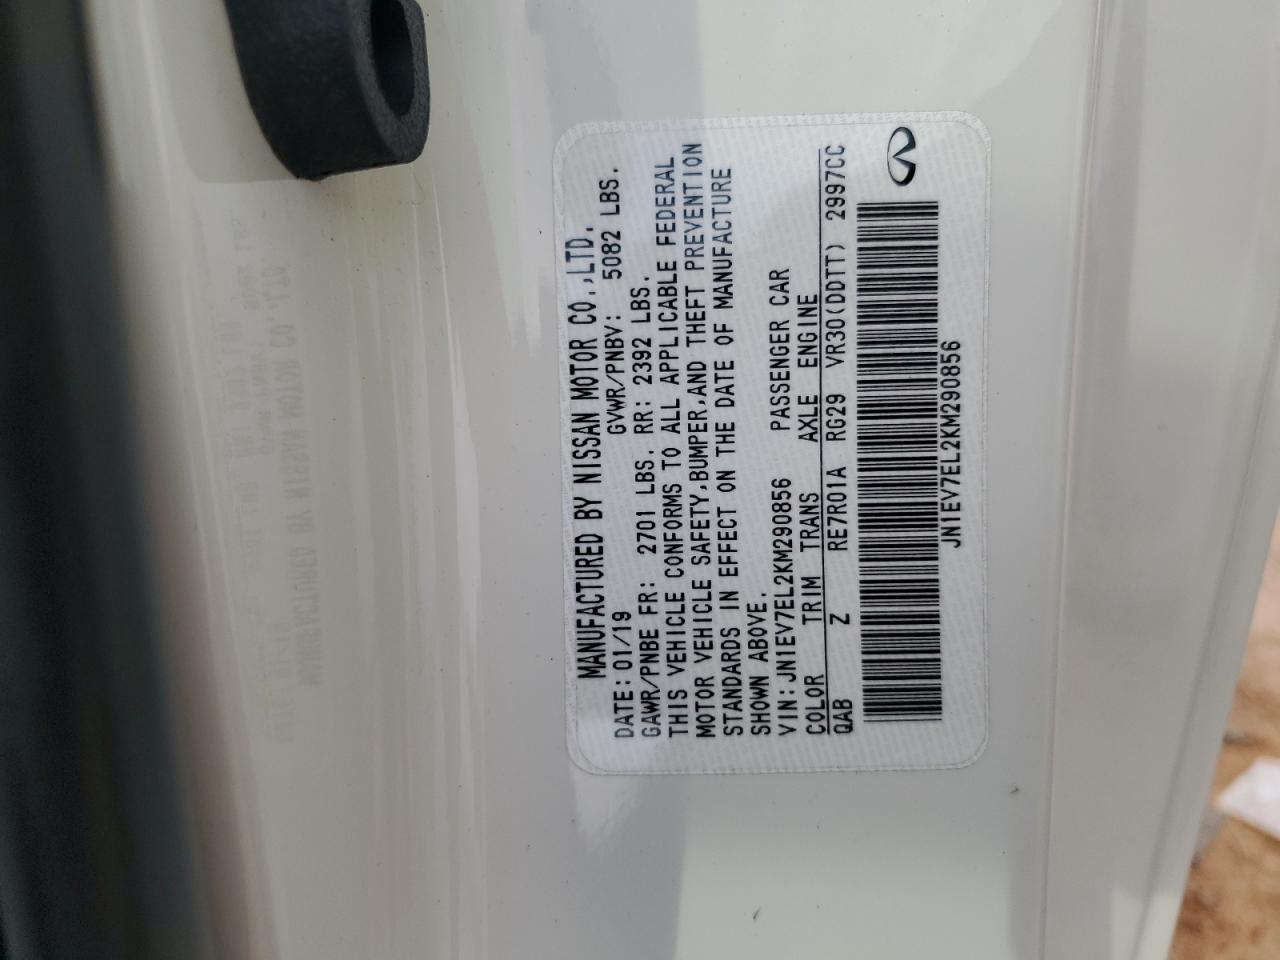 MANUFACTURED BY NISSAN MOTOR CO.,LTD.
DATE: 01/19 GVWR/PNBV: 5082 LBS.
GAWR/PNBE FR: 2701 LBS. RR: 2392 LBS.
THIS VEHICLE CONFORMS TO ALL APPLICABLE FEDERAL
MOTOR VEHICLE SAFETY,BUMPER,AND THEFT PREVENTION
STANDARDS IN EFFECT ON THE DATE OF MANUFACTURE
SHOWN ABOVE.
VIN:JN1EV7EL2KM290856 PASSENGER CAR
COLOR TRIM TRANS AXLE ENGINE
QAB Z RE7R01A RG29 VR30(DDTT) 2997CC
JN1EV7EL2KM290856